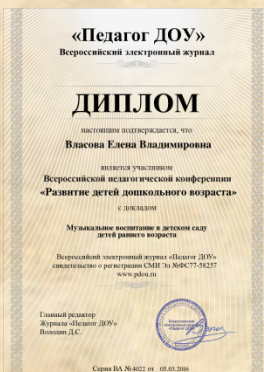 «Педагог ДОУ»
Всероссийский электронный журнал
ДИПЛОМ
настоящим подтверждается, что
Власова Елена Владимировна
является участником
Всероссийской педагогической конференции
«Развитие детей дошкольного возраста»
с докладом
Музыкальное воспитание в детском саду
детей раннего возраста
Всероссийский электронный журнал «Педагог ДОУ»
свидетельство о регистрации СМИ Эл №ФС77-58257
www.pdou.ru
Главный редактор
Журнала «Педагог ДОУ»
Володин Д.С.
Серия ВА №4022 от 05.03.2016